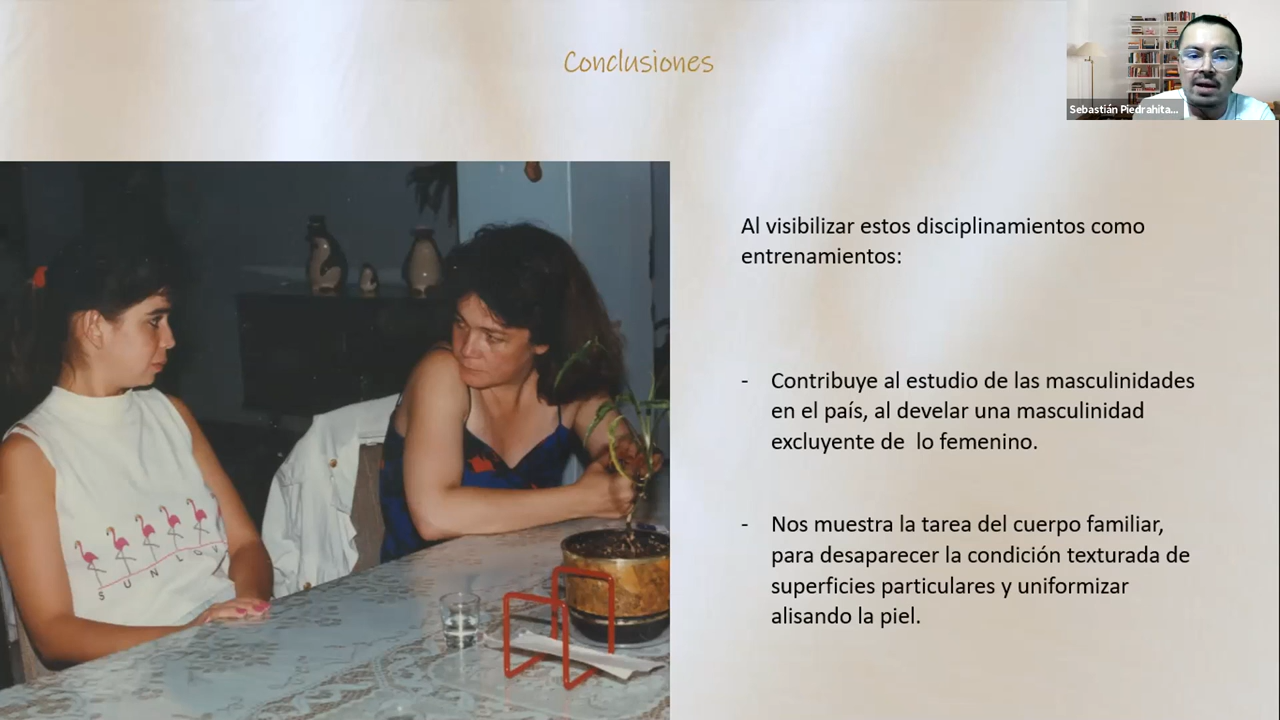 Conclusiones
Sebastián Piedrahita...
Al visibilizar estos disciplinamientos como
entrenamientos:
- Contribuye al estudio de las masculinidades
en el país, al develar una masculinidad
excluyente de lo femenino.
- Nos muestra la tarea del cuerpo familiar,
para desaparecer la condición texturada de
superficies particulares y uniformizar
alisando la piel.
SUNLOV